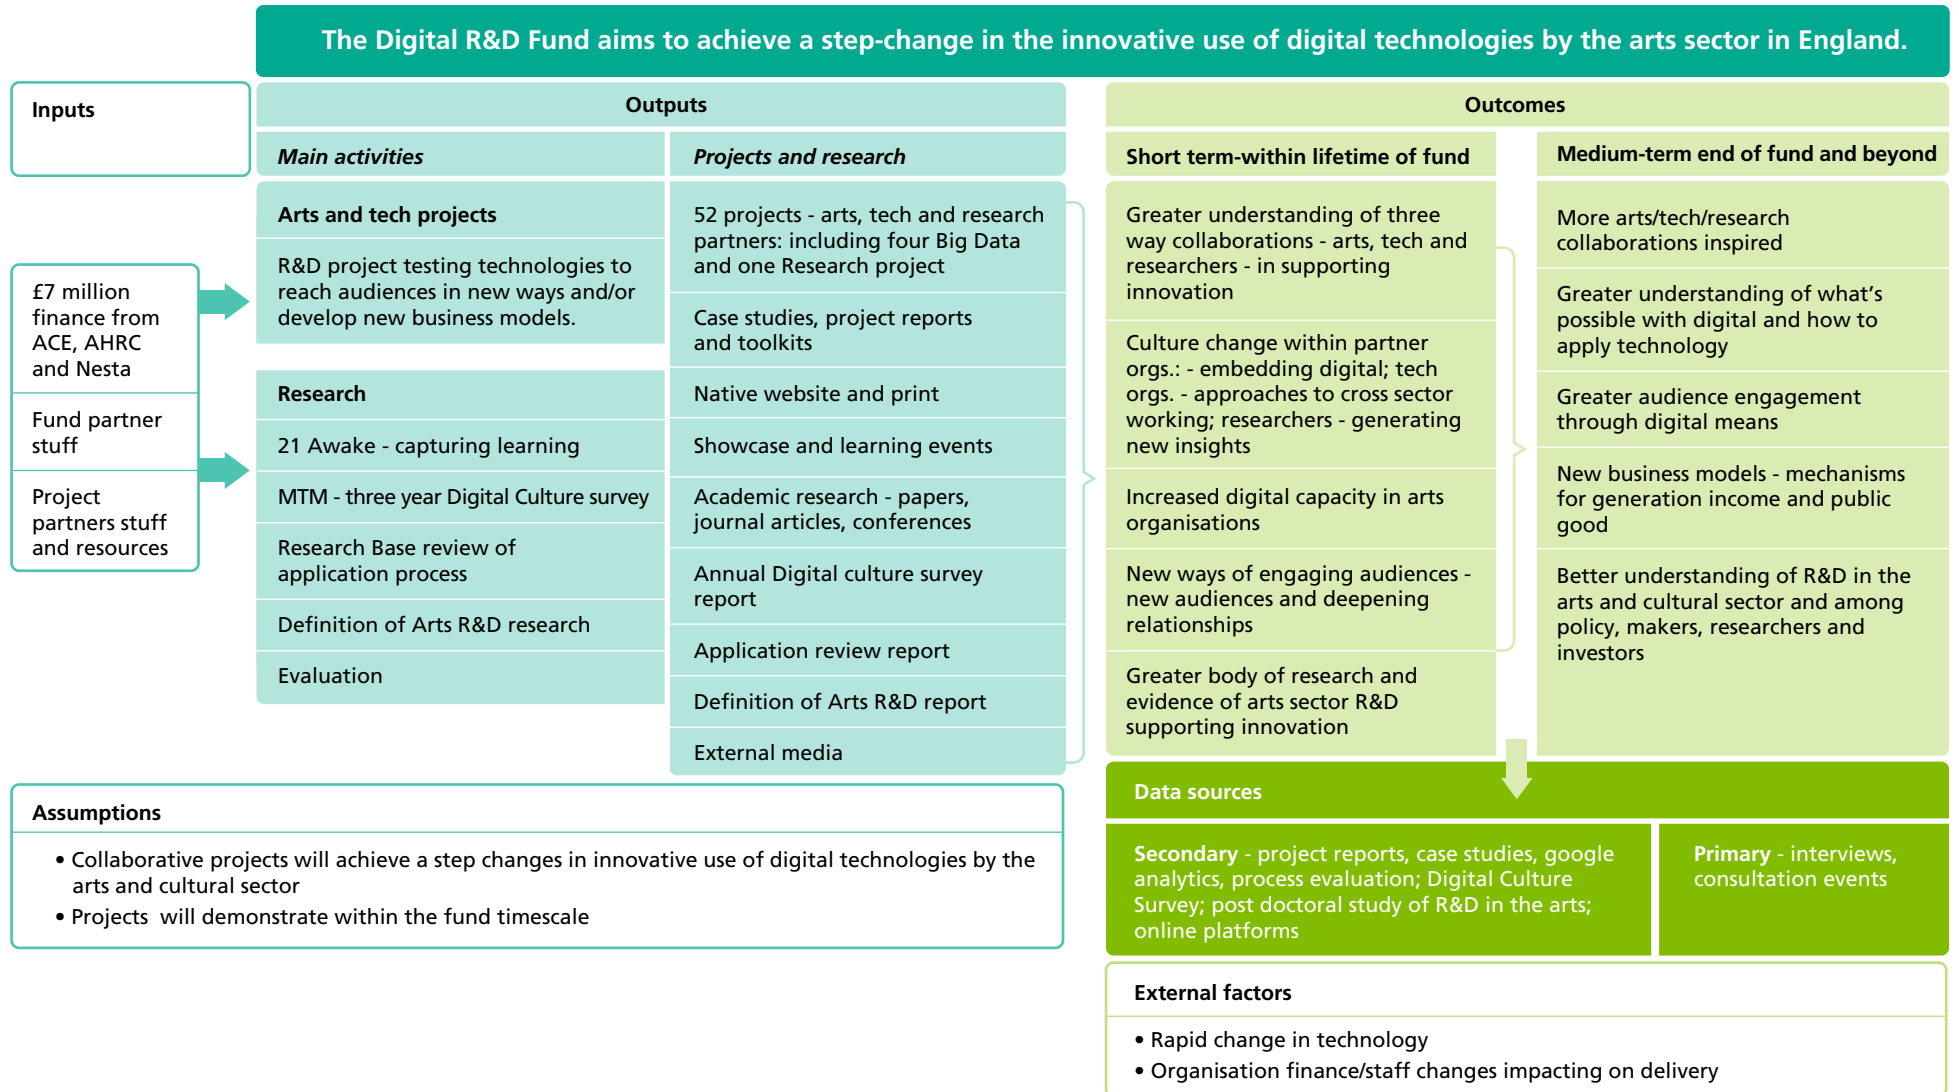 The Digital R&D Fund aims to achieve a step-change in the innovative use of digital technologies by the arts sector in England.
Inputs
£7 million
finance from
ACE, AHRC
and Nesta
Fund partner
stuff
Project
partners stuff
and resources
Outputs
Main activities
Arts and tech projects
R&D project testing technologies to
reach audiences in new ways and/or
develop new business models.
Research
21 Awake - capturing learning
MTM - three year Digital Culture survey
Research Base review of
application process
Definition of Arts R&D research
Evaluation
Projects and research
52 projects - arts, tech and research
partners: including four Big Data
and one Research project
Case studies, project reports
and toolkits
Native website and print
Showcase and learning events
Academic research - papers,
journal articles, conferences
Annual Digital culture survey
report
Application review report
Definition of Arts R&D report
External media
Outcomes
Short term-within lifetime of fund
Greater understanding of three
way collaborations - arts, tech and
researchers - in supporting
innovation
Culture change within partner
orgs.: - embedding digital; tech
orgs. - approaches to cross sector
working; researchers - generating
new insights
Increased digital capacity in arts
organisations
New ways of engaging audiences -
new audiences and deepening
relationships
Greater body of research and
evidence of arts sector R&D
supporting innovation
Medium-term end of fund and beyond
More arts/tech/research
collaborations inspired
Greater understanding of what's
possible with digital and how to
apply technology
Greater audience engagement
through digital means
New business models - mechanisms
for generation income and public
good
Better understanding of R&D in the
arts and cultural sector and among
policy, makers, researchers and
investors
Assumptions
• Collaborative projects will achieve a step changes in innovative use of digital technologies by the
arts and cultural sector
• Projects will demonstrate within the fund timescale
Data sources
Secondary - project reports, case studies, google
analytics, process evaluation; Digital Culture
Survey; post doctoral study of R&D in the arts;
online platforms
Primary - interviews,
consultation events
External factors
• Rapid change in technology
• Organisation finance/staff changes impacting on delivery